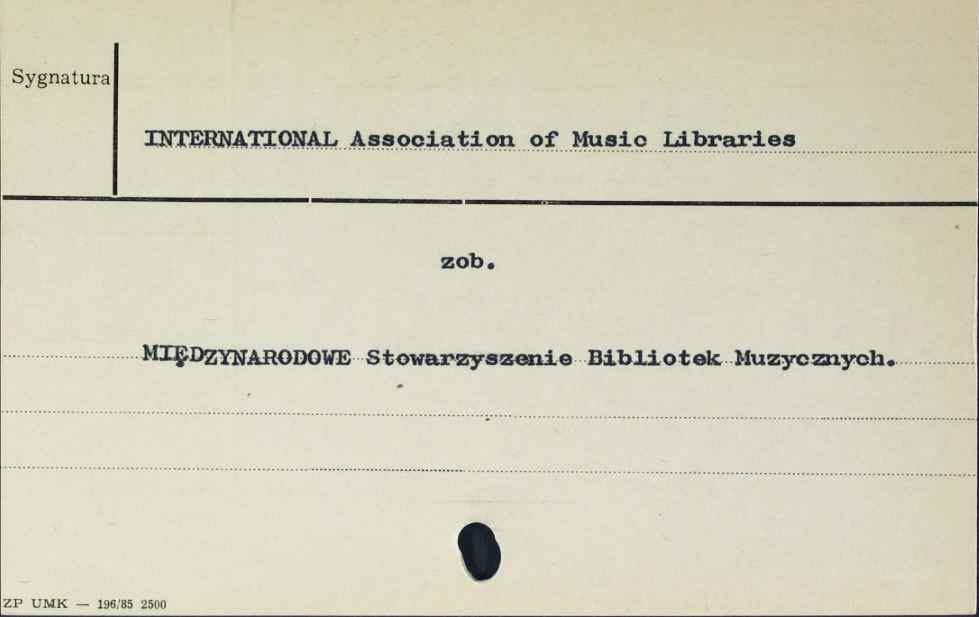 Sygnatura
INTERNATIONAL Association of Music Libraries
zob.
MIĘDZYNARODOWE Stowarzyszenie Bibliotek Muzycznych.
ZP UMK — 196/85 2500